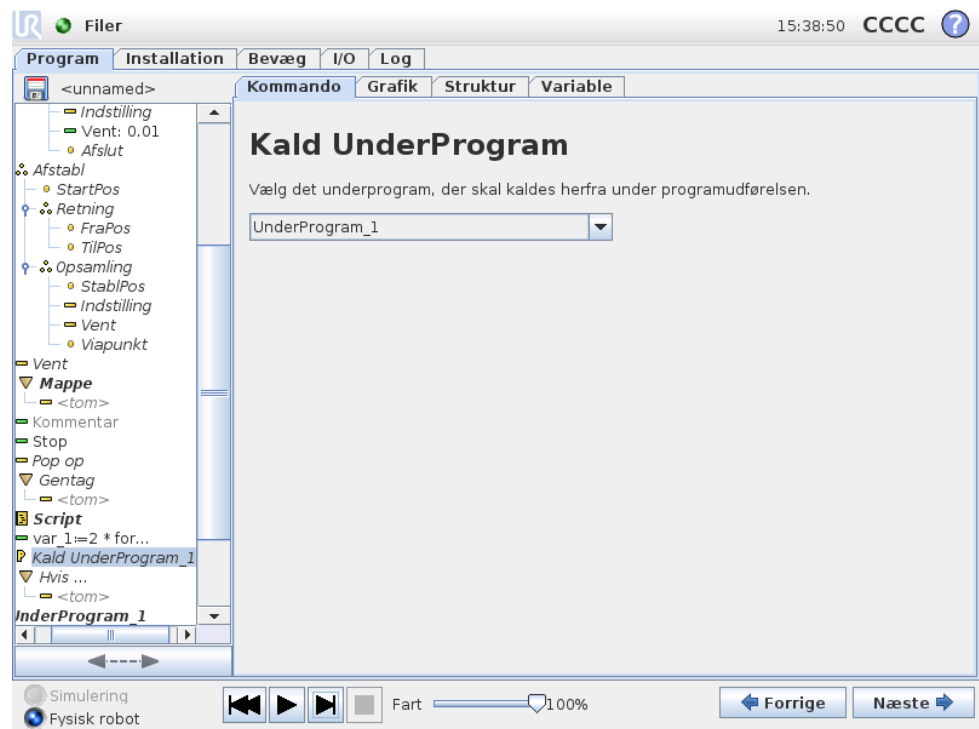 UR Filer 15:38:50 CCCC ?
Program Installation Bevæg I/O Log
<unnamed>
Kommando Grafik Struktur Variable
Indstilling
Vent: 0.01
Afslut
Afstabl
StartPos
Retning
FraPos
TilPos
Opsamling
StablPos
Indstilling
Vent
Viapunkt
Vent
Mappe
<tom>
Kommentar
Stop
Pop op
Gentag
<tom>
Script
var_1:=2 * for...
Kald UnderProgram_1
Hvis ...
<tom>
UnderProgram_1
Kald UnderProgram
Vælg det underprogram, der skal kaldes herfra under programudførelsen.
UnderProgram_1
Simulering
Fysisk robot
Fart 100%
Forrige Næste